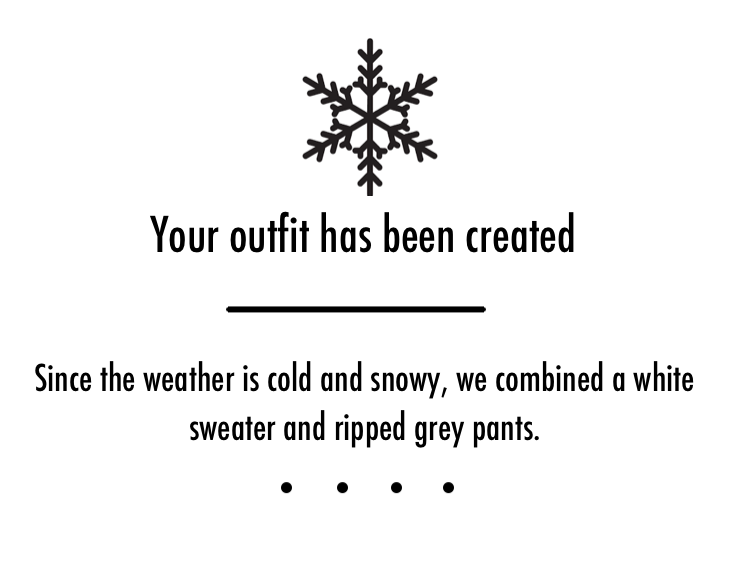 Your outfit has been created
Since the weather is cold and snowy, we combined a white
sweater and ripped grey pants.